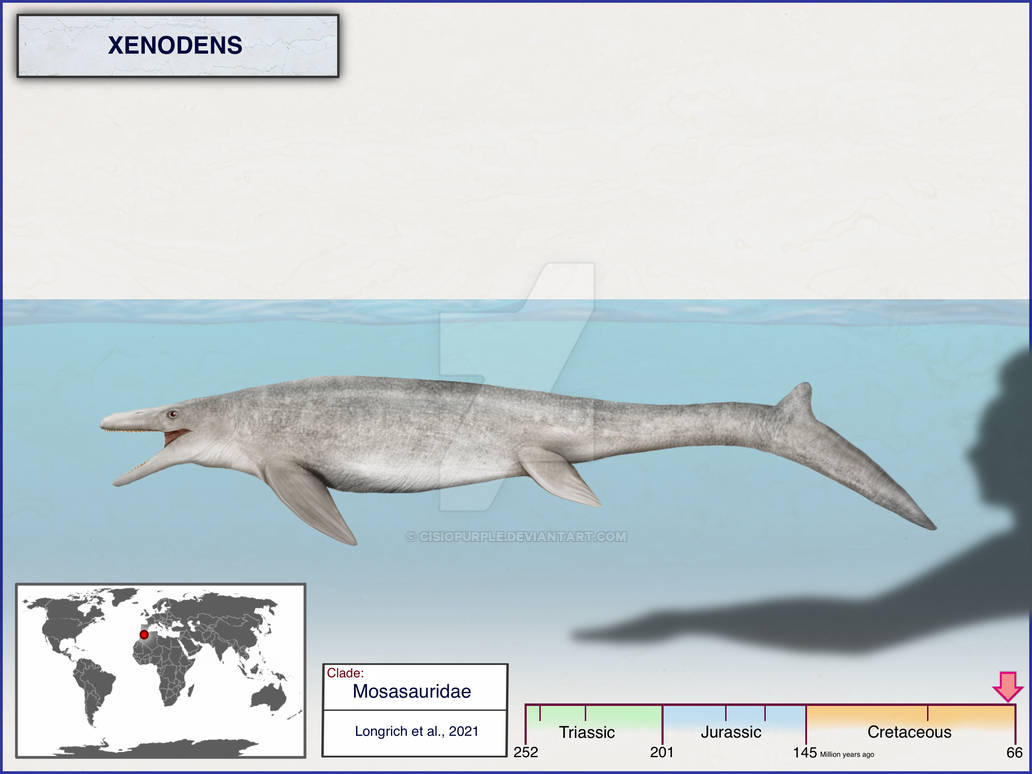 XENODENS
© CISIOPURPLE.DEVIANTART.COM
Clade:
Mosasauridae
Longrich et al., 2021
Triassic
Jurassic
Cretaceous
252
201
145 Million years ago
66